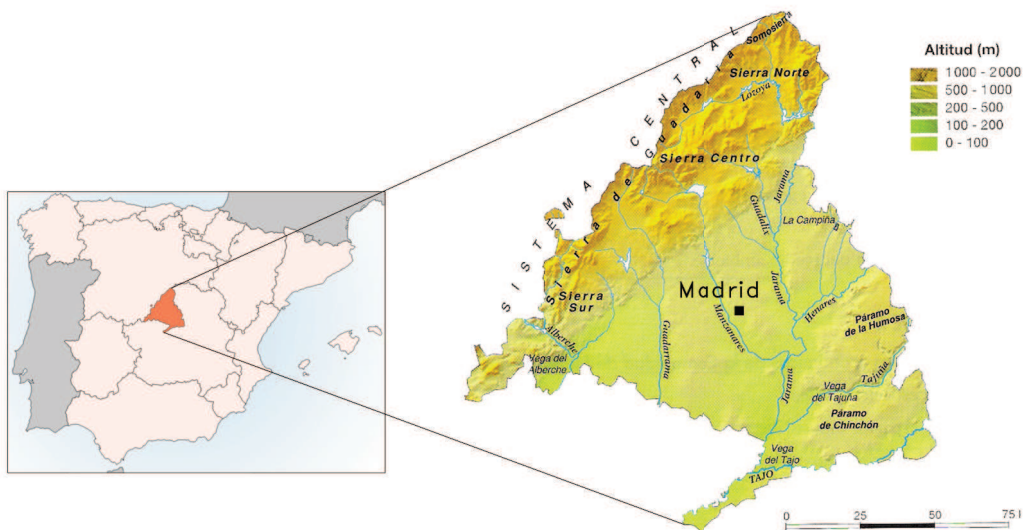 Altitud (m)
1000 - 2000
500 - 1000
200 - 500
100 - 200
0 - 100
SISTEMA CENTRAL
Sierra de Guadarrama
Somosierra
Sierra Norte
Lozoya
Sierra Centro
Jarama
Guadalix
La Campiña
Jarama
Henares
Madrid
Sierra
Sur
Manzanares
Guadarrama
Páramo
de la Humosa
Alberche
Vega del
Alberche
Jarama
Tajuña
Vega
del Tajuña
Páramo
de Chinchón
Vega
del Tajo
TAJO
0 25 50 75